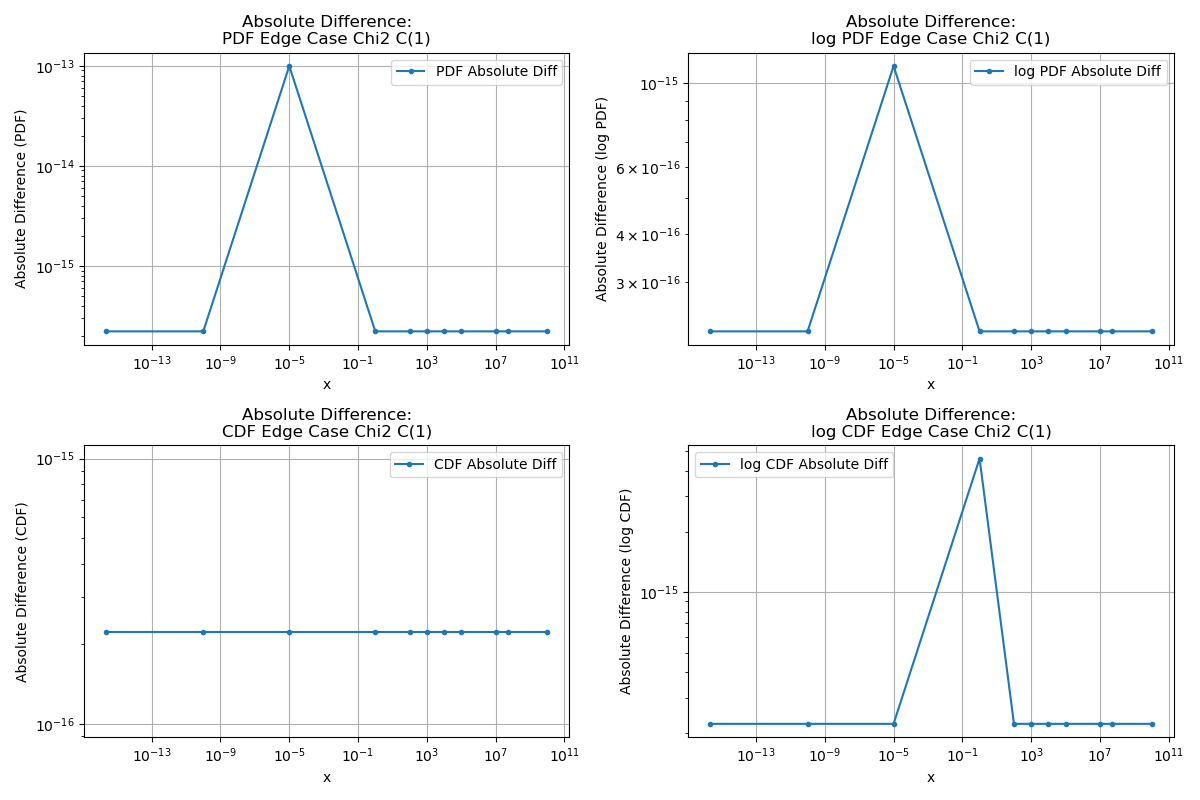 Absolute Difference:
PDF Edge Case Chi2 C(1)
PDF Absolute Diff
Absolute Difference (PDF)
10^{-13}
10^{-14}
10^{-15}
10^{-13} 10^{-9} 10^{-5} 10^{-1} 10^{3} 10^{7} 10^{11}
x
Absolute Difference:
log PDF Edge Case Chi2 C(1)
log PDF Absolute Diff
Absolute Difference (log PDF)
10^{-15}
6 × 10^{-16}
4 × 10^{-16}
3 × 10^{-16}
10^{-13} 10^{-9} 10^{-5} 10^{-1} 10^{3} 10^{7} 10^{11}
x
Absolute Difference:
CDF Edge Case Chi2 C(1)
CDF Absolute Diff
Absolute Difference (CDF)
10^{-15}
10^{-16}
10^{-13} 10^{-9} 10^{-5} 10^{-1} 10^{3} 10^{7} 10^{11}
x
Absolute Difference:
log CDF Edge Case Chi2 C(1)
log CDF Absolute Diff
Absolute Difference (log CDF)
10^{-15}
10^{-13} 10^{-9} 10^{-5} 10^{-1} 10^{3} 10^{7} 10^{11}
x